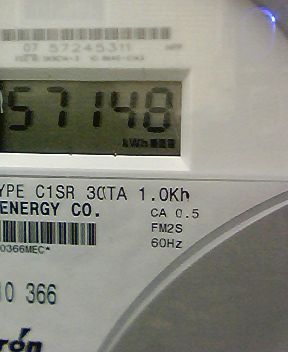 07 57245311
57148
kWh
YPE C1SR 30TA 1.0Kh
ENERGY CO.
CA 0.5
FM2S
60Hz
0366MEC*
10 366
rón